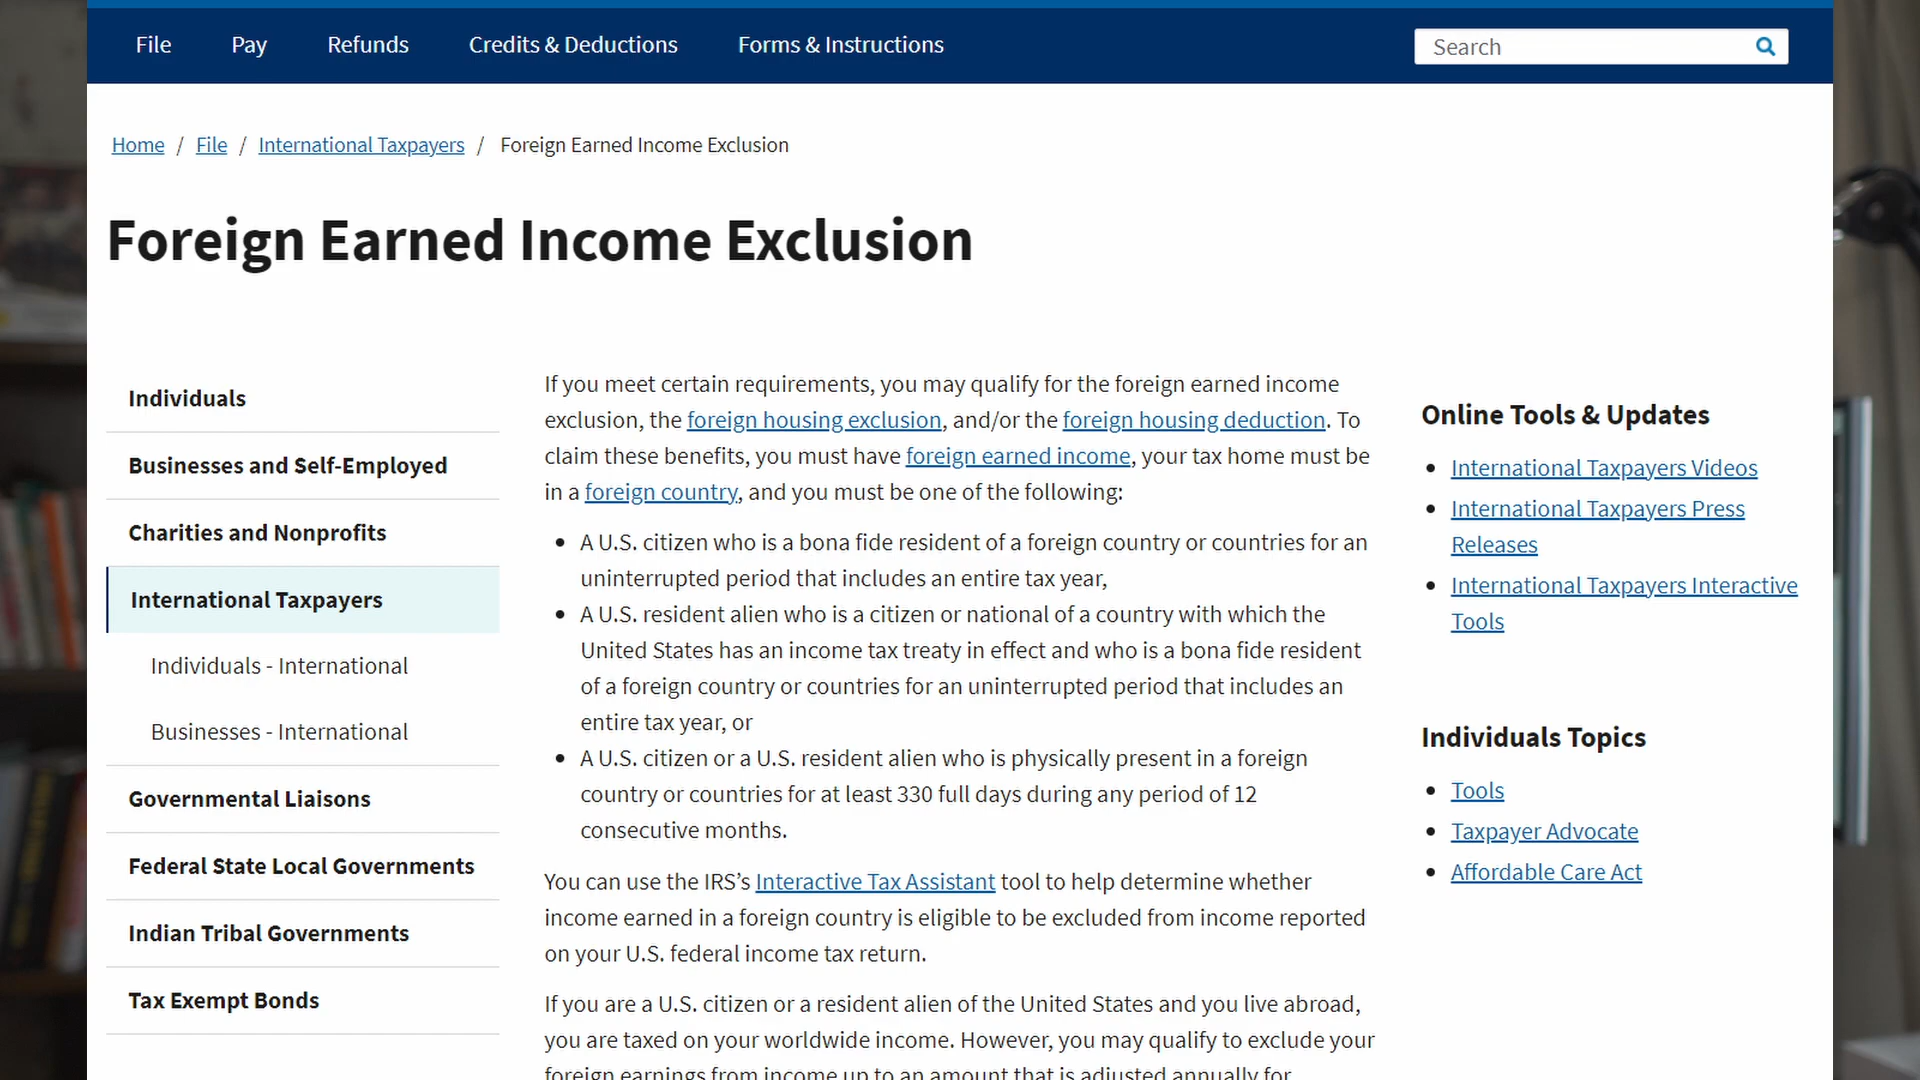 File Pay Refunds Credits & Deductions Forms & Instructions Search
Home / File / International Taxpayers / Foreign Earned Income Exclusion
Foreign Earned Income Exclusion
Individuals
Businesses and Self-Employed
Charities and Nonprofits
International Taxpayers
Individuals - International
Businesses - International
Governmental Liaisons
Federal State Local Governments
Indian Tribal Governments
Tax Exempt Bonds
If you meet certain requirements, you may qualify for the foreign earned income
exclusion, the foreign housing exclusion, and/or the foreign housing deduction. To
claim these benefits, you must have foreign earned income, your tax home must be
in a foreign country, and you must be one of the following:
• A U.S. citizen who is a bona fide resident of a foreign country or countries for an
uninterrupted period that includes an entire tax year,
• A U.S. resident alien who is a citizen or national of a country with which the
United States has an income tax treaty in effect and who is a bona fide resident
of a foreign country or countries for an uninterrupted period that includes an
entire tax year, or
• A U.S. citizen or a U.S. resident alien who is physically present in a foreign
country or countries for at least 330 full days during any period of 12
consecutive months.
You can use the IRS’s Interactive Tax Assistant tool to help determine whether
income earned in a foreign country is eligible to be excluded from income reported
on your U.S. federal income tax return.
If you are a U.S. citizen or a resident alien of the United States and you live abroad,
you are taxed on your worldwide income. However, you may qualify to exclude your
foreign earnings from income up to an amount that is adjusted annually for
Online Tools & Updates
• International Taxpayers Videos
• International Taxpayers Press
Releases
• International Taxpayers Interactive
Tools
Individuals Topics
• Tools
• Taxpayer Advocate
• Affordable Care Act